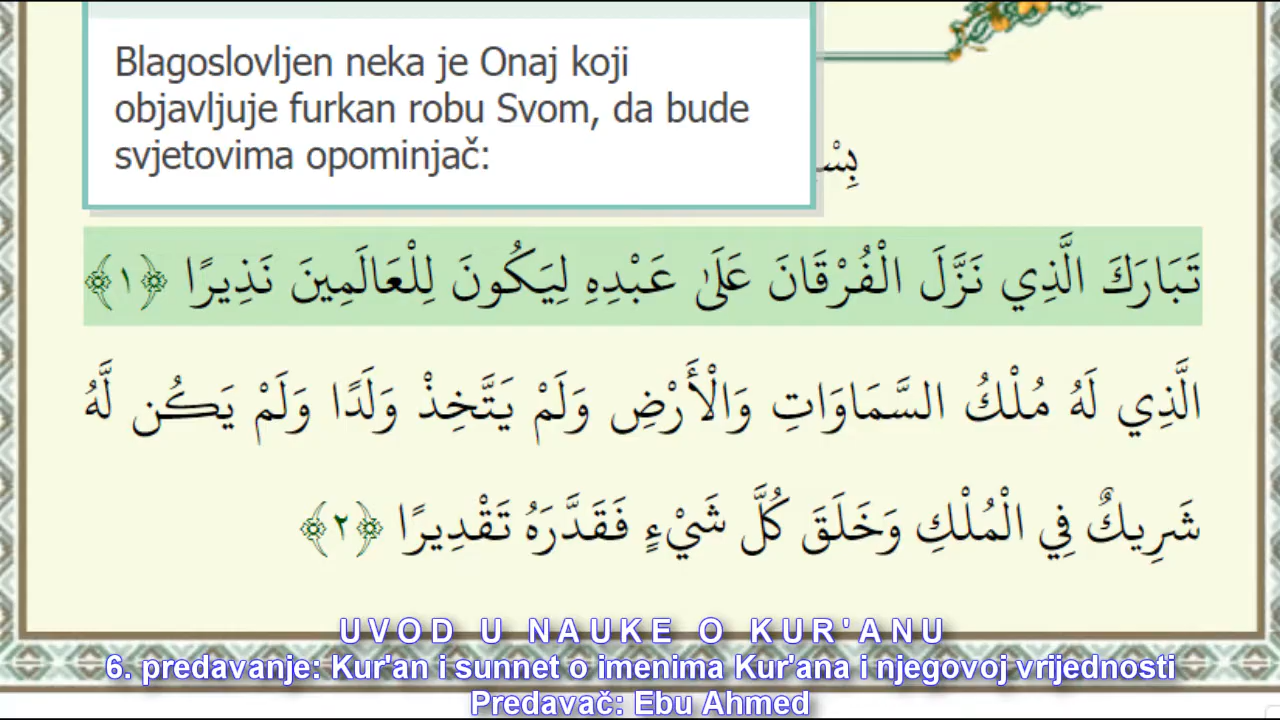 Blagoslovljen neka je Onaj koji
objavljuje furkan robu Svom, da bude
svjetovima opominjač:
تَبَارَكَ الَّذِي نَزَّلَ الْفُرْقَانَ عَلَىٰ عَبْدِهِ لِيَكُونَ لِلْعَالَمِينَ نَذِيرًا ﴿١﴾
الَّذِي لَهُ مُلْكُ السَّمَاوَاتِ وَالْأَرْضِ وَلَمْ يَتَّخِذْ وَلَدًا وَلَمْ يَكُن لَّهُ
شَرِيكٌ فِي الْمُلْكِ وَخَلَقَ كُلَّ شَيْءٍ فَقَدَّرَهُ تَقْدِيرًا ﴿٢﴾
UVOD U NAUKE O KUR'ANU
6. predavanje: Kur'an i sunnet o imenima Kur'ana i njegovoj vrijednosti
Predavač: Ebu Ahmed